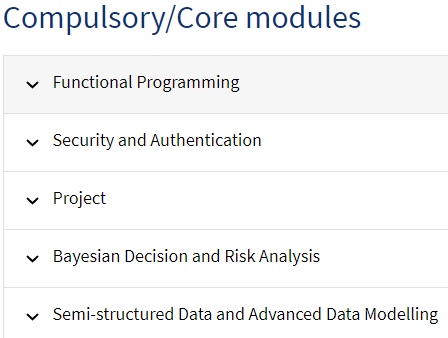 Compulsory/Core modules
Functional Programming
Security and Authentication
Project
Bayesian Decision and Risk Analysis
Semi-structured Data and Advanced Data Modelling